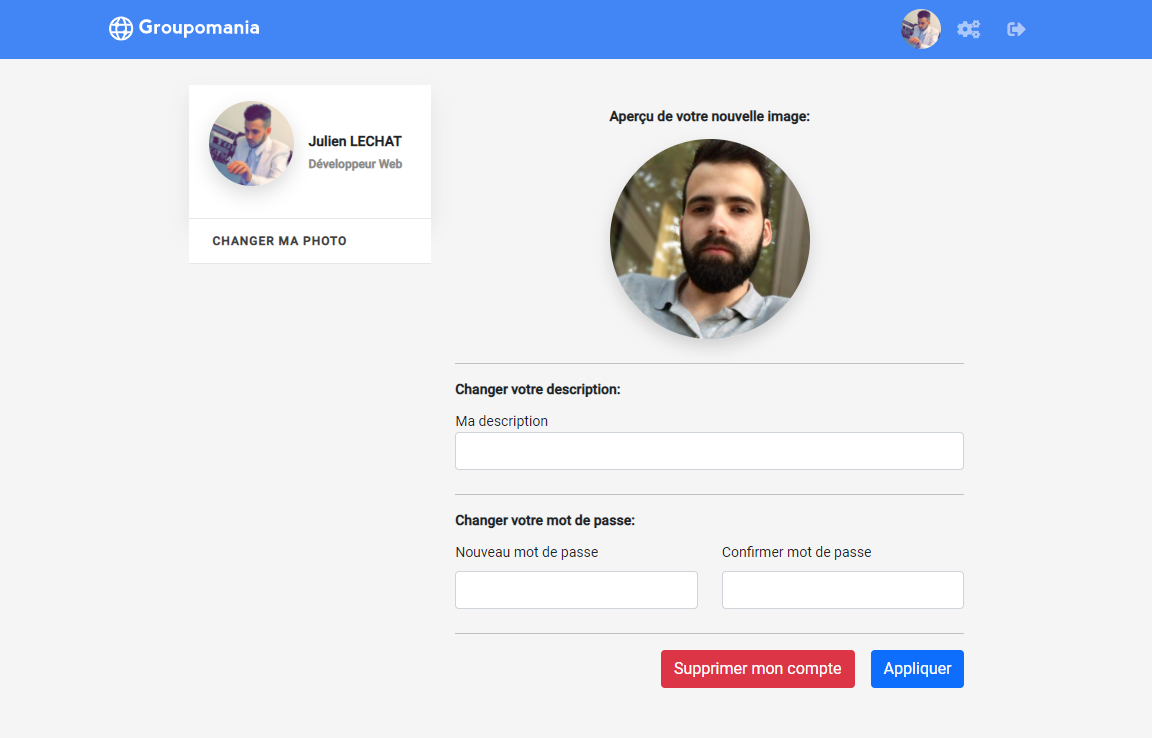 Groupomania
Julien LECHAT
Développeur Web
CHANGER MA PHOTO
Aperçu de votre nouvelle image:
Changer votre description:
Ma description
Changer votre mot de passe:
Nouveau mot de passe
Confirmer mot de passe
Supprimer mon compte
Appliquer